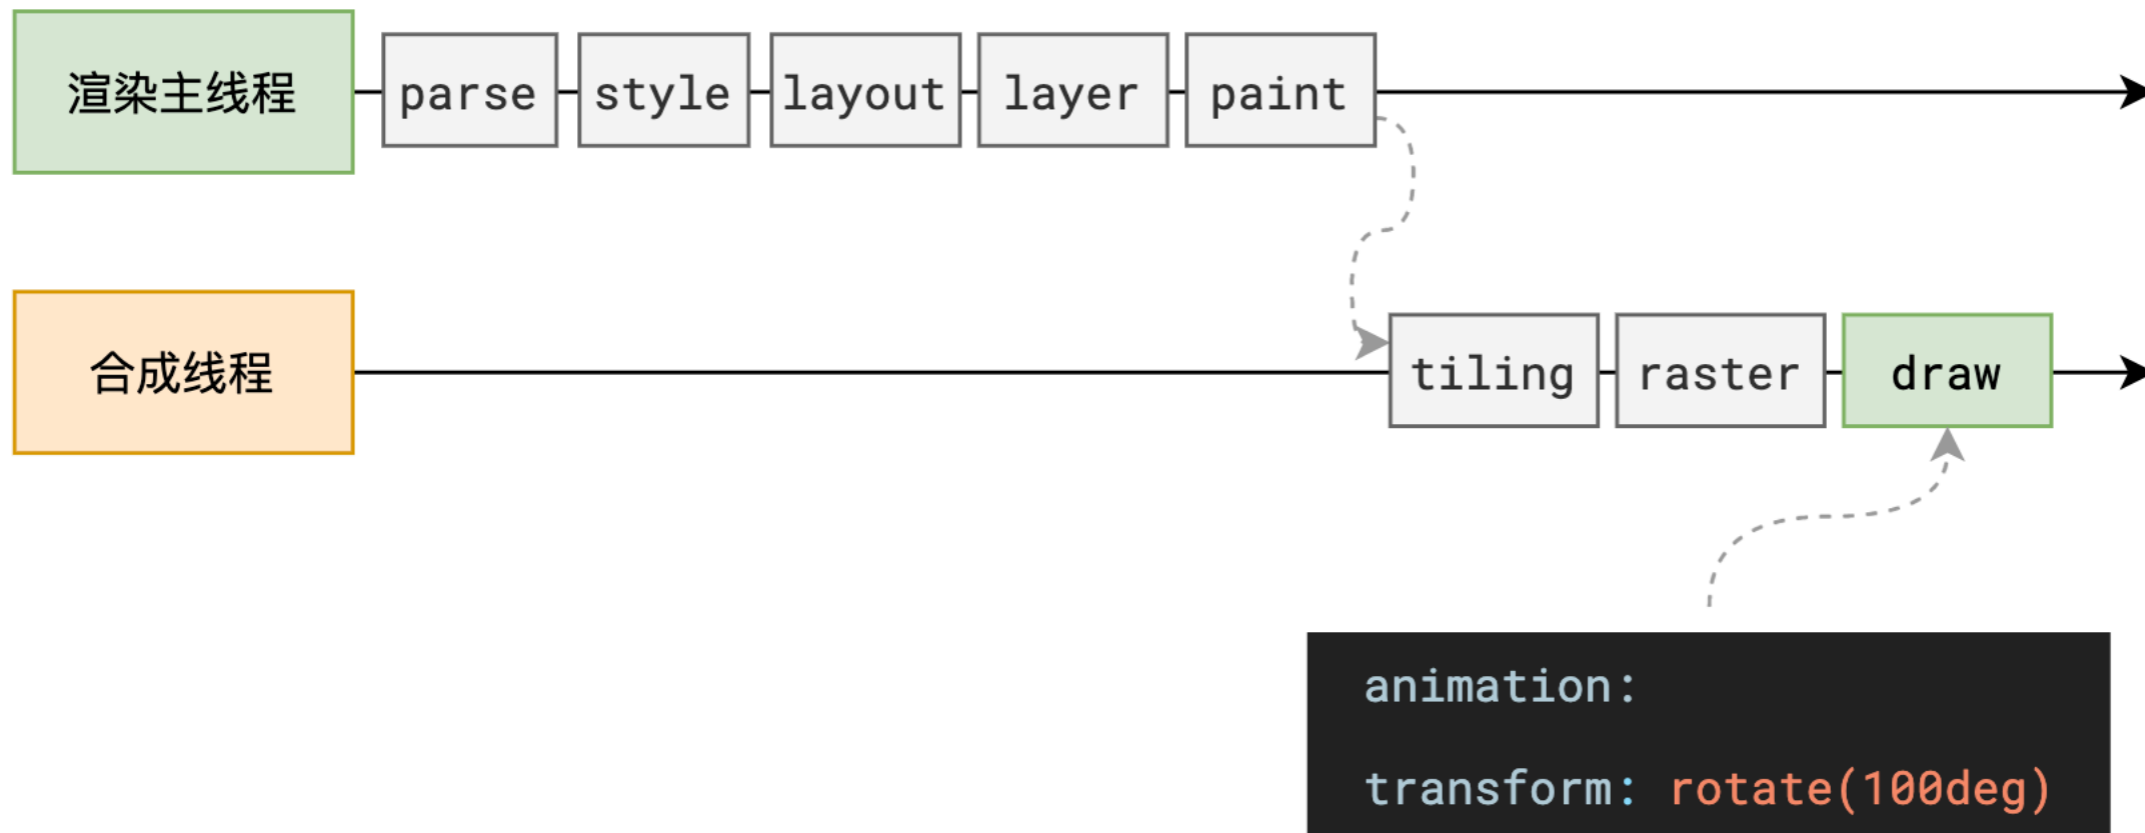 渲染主线程
parse
style
layout
layer
paint
合成线程
tiling
raster
draw
animation:
transform: rotate(100deg)